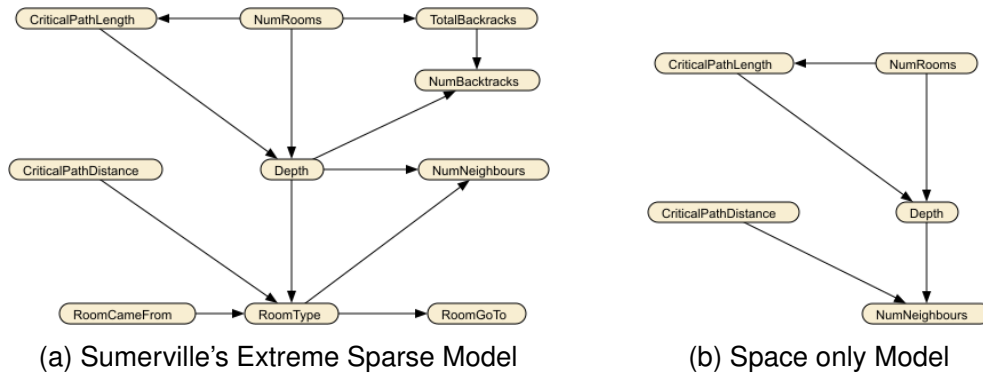 CriticalPathLength
NumRooms
TotalBackracks
NumBacktracks
CriticalPathDistance
Depth
NumNeighbours
RoomCameFrom
RoomType
RoomGoTo
(a) Sumerville's Extreme Sparse Model
CriticalPathLength
NumRooms
CriticalPathDistance
Depth
NumNeighbours
(b) Space only Model